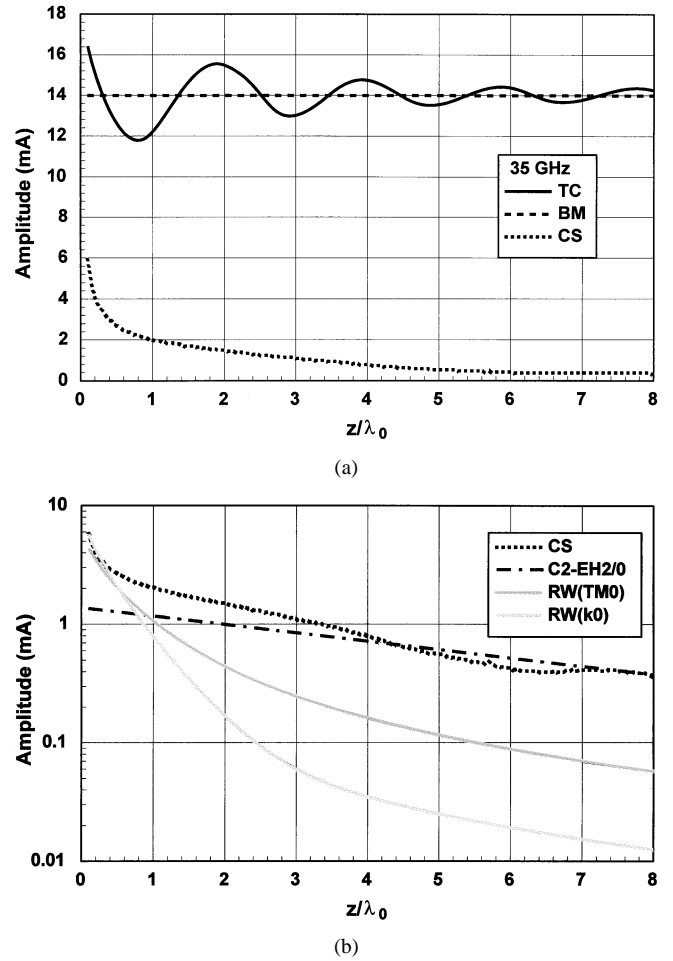 18
16
14
12
10
8
6
4
2
0
Amplitude (mA)
35 GHz
TC
BM
CS
0 1 2 3 4 5 6 7 8
z/λ₀
(a)
10
1
0.1
0.01
Amplitude (mA)
CS
C2-EH2/0
RW(TM0)
RW(k0)
0 1 2 3 4 5 6 7 8
z/λ₀
(b)